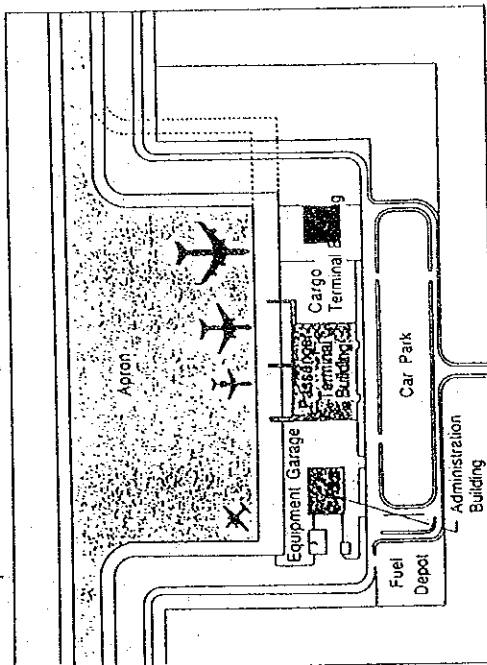 Apron
Cargo
Terminal
Passenger
Terminal
Building
Equipment Garage
Car Park
Administration
Building
Fuel
Depot